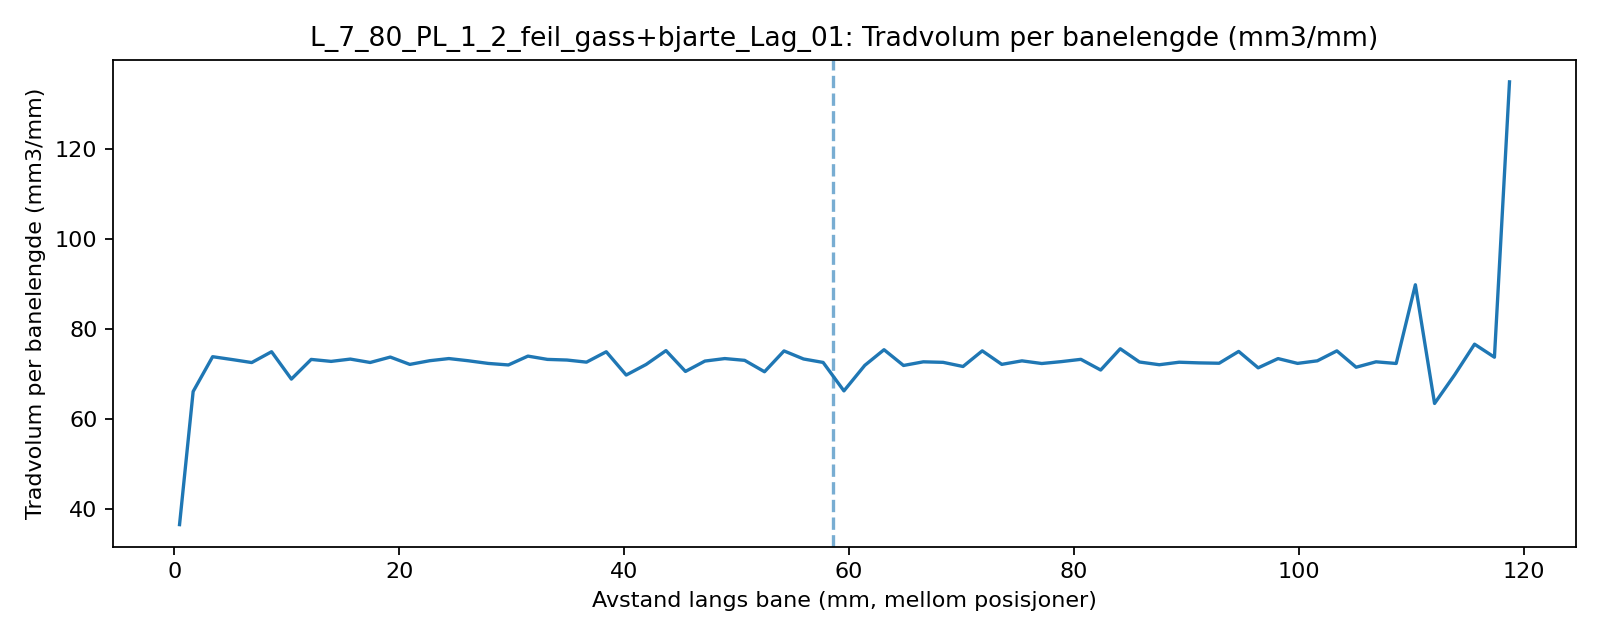 L_7_80_PL_1_2_feil_gass+bjarte_Lag_01: Tradvolum per banelengde (mm3/mm)
Tradvolum per banelengde (mm3/mm)
120
100
80
60
40
0 20 40 60 80 100 120
Avstand langs bane (mm, mellom posisjoner)